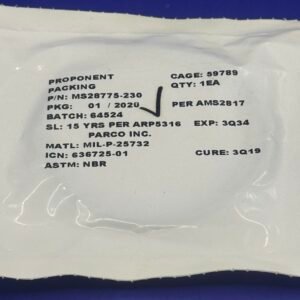 PROPONENT CAGE: 59789
PACKING QTY: 1EA
P/N: MS28775-230
PKG: 01 / 2020 PER AMS2817
BATCH: 64524
SL: 15 YRS PER ARP5316 EXP: 3Q34
PARCO INC.
MATL: MIL-P-25732
ICN: 636725-01 CURE: 3Q19
ASTM: NBR